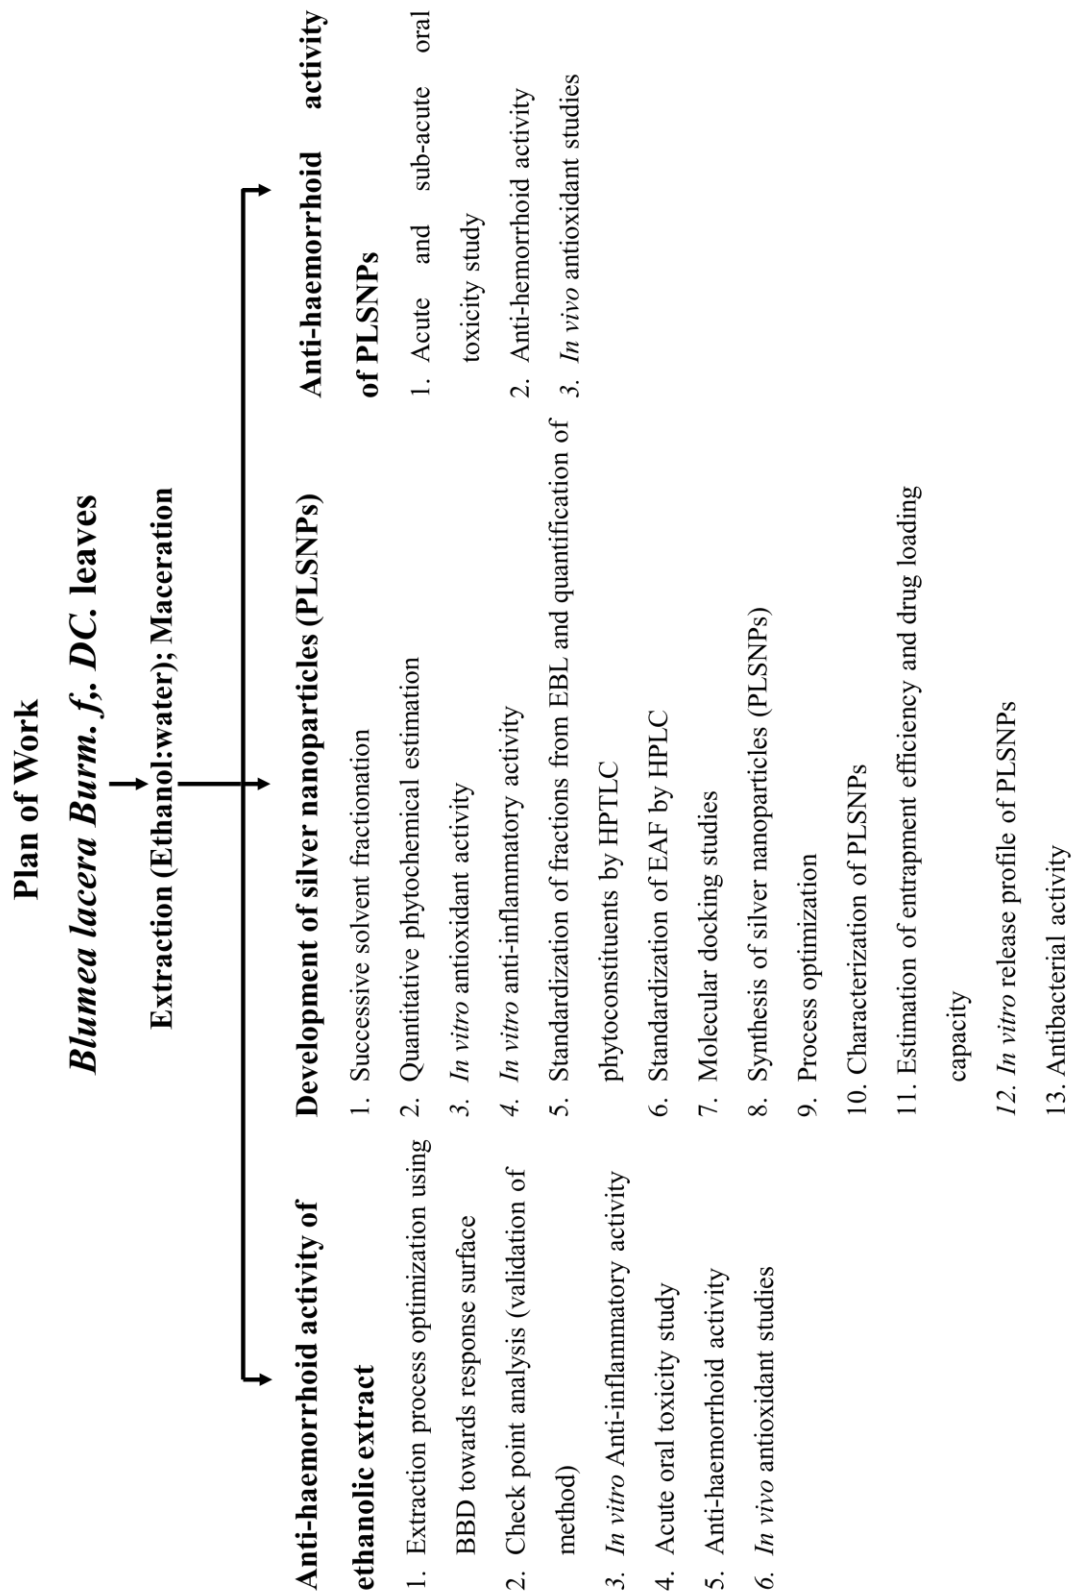 Plan of Work
Blumea lacera Burm. f,. DC. leaves
Extraction (Ethanol:water); Maceration
Anti-haemorrhoid activity of
ethanolic extract
1. Extraction process optimization using
BBD towards response surface
2. Check point analysis (validation of
method)
3. In vitro Anti-inflammatory activity
4. Acute oral toxicity study
5. Anti-haemorrhoid activity
6. In vivo antioxidant studies
Development of silver nanoparticles (PLSNPs)
1. Successive solvent fractionation
2. Quantitative phytochemical estimation
3. In vitro antioxidant activity
4. In vitro anti-inflammatory activity
5. Standardization of fractions from EBL and quantification of
phytoconstituents by HPTLC
6. Standardization of EAF by HPLC
7. Molecular docking studies
8. Synthesis of silver nanoparticles (PLSNPs)
9. Process optimization
10. Characterization of PLSNPs
11. Estimation of entrapment efficiency and drug loading
capacity
12. In vitro release profile of PLSNPs
13. Antibacterial activity
Anti-haemorrhoid activity
of PLSNPs
1. Acute and sub-acute oral
toxicity study
2. Anti-hemorrhoid activity
3. In vivo antioxidant studies